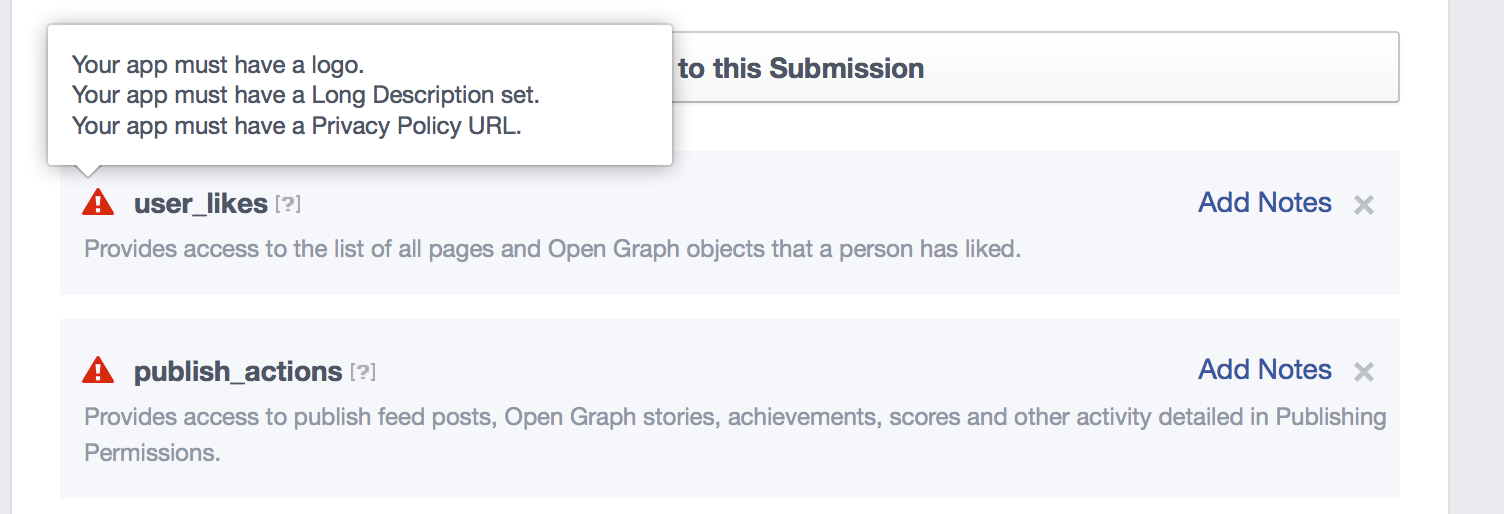 Your app must have a logo.
Your app must have a Long Description set.
Your app must have a Privacy Policy URL.
to this Submission
user_likes [?]
Add Notes
Provides access to the list of all pages and Open Graph objects that a person has liked.
publish_actions [?]
Add Notes
Provides access to publish feed posts, Open Graph stories, achievements, scores and other activity detailed in Publishing
Permissions.